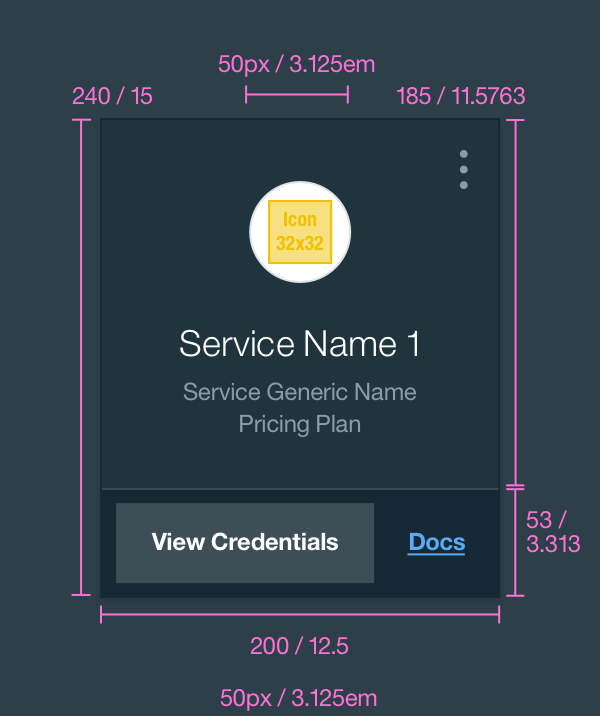 50px / 3.125em
240 / 15
185 / 11.5763
Icon
32x32
Service Name 1
Service Generic Name
Pricing Plan
53 /
3.313
View Credentials
Docs
200 / 12.5
50px / 3.125em